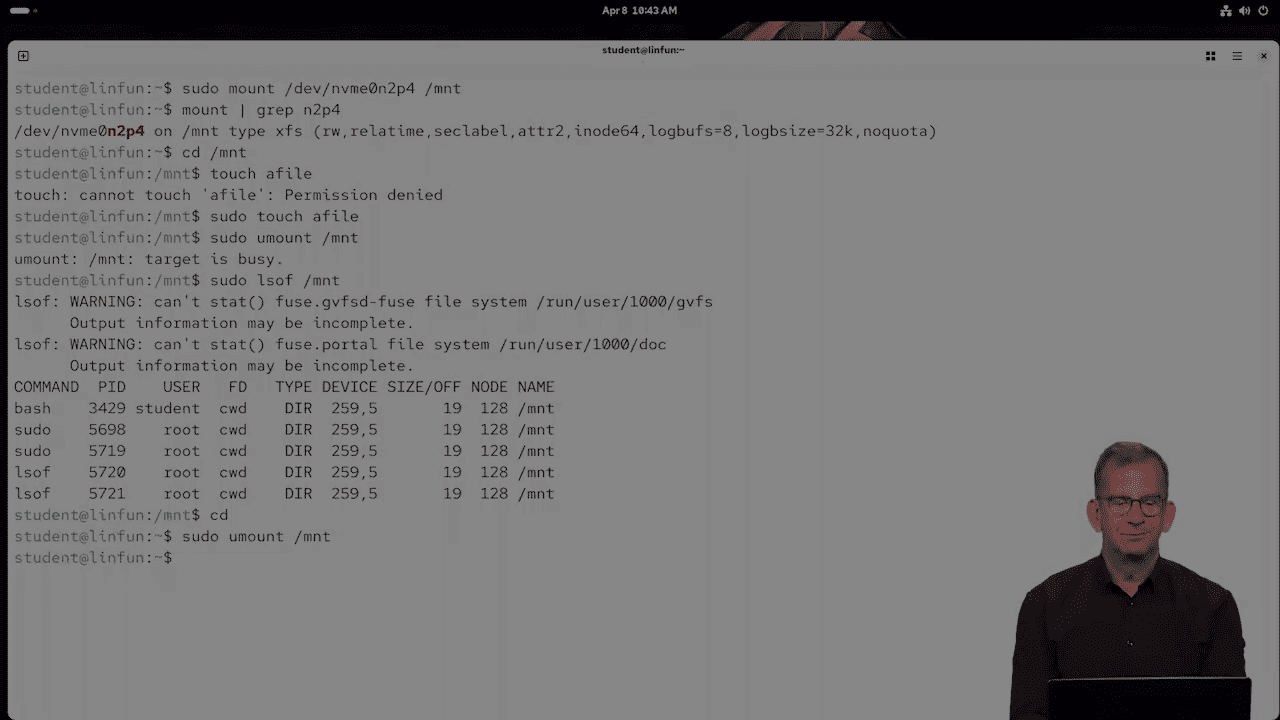 Apr 8 10:43 AM
student@linfun:~
student@linfun:~$ sudo mount /dev/nvme0n2p4 /mnt
student@linfun:~$ mount | grep n2p4
/dev/nvme0n2p4 on /mnt type xfs (rw,relatime,seclabel,attr2,inode64,logbufs=8,logbsize=32k,noquota)
student@linfun:~$ cd /mnt
student@linfun:/mnt$ touch afile
touch: cannot touch 'afile': Permission denied
student@linfun:/mnt$ sudo touch afile
student@linfun:/mnt$ sudo umount /mnt
umount: /mnt: target is busy.
student@linfun:/mnt$ sudo lsof /mnt
lsof: WARNING: can't stat() fuse.gvfsd-fuse file system /run/user/1000/gvfs
      Output information may be incomplete.
lsof: WARNING: can't stat() fuse.portal file system /run/user/1000/doc
      Output information may be incomplete.
COMMAND  PID    USER   FD   TYPE DEVICE SIZE/OFF NODE NAME
bash    3429 student  cwd    DIR  259,5       19  128 /mnt
sudo    5698    root  cwd    DIR  259,5       19  128 /mnt
sudo    5719    root  cwd    DIR  259,5       19  128 /mnt
lsof    5720    root  cwd    DIR  259,5       19  128 /mnt
lsof    5721    root  cwd    DIR  259,5       19  128 /mnt
student@linfun:/mnt$ cd
student@linfun:~$ sudo umount /mnt
student@linfun:~$